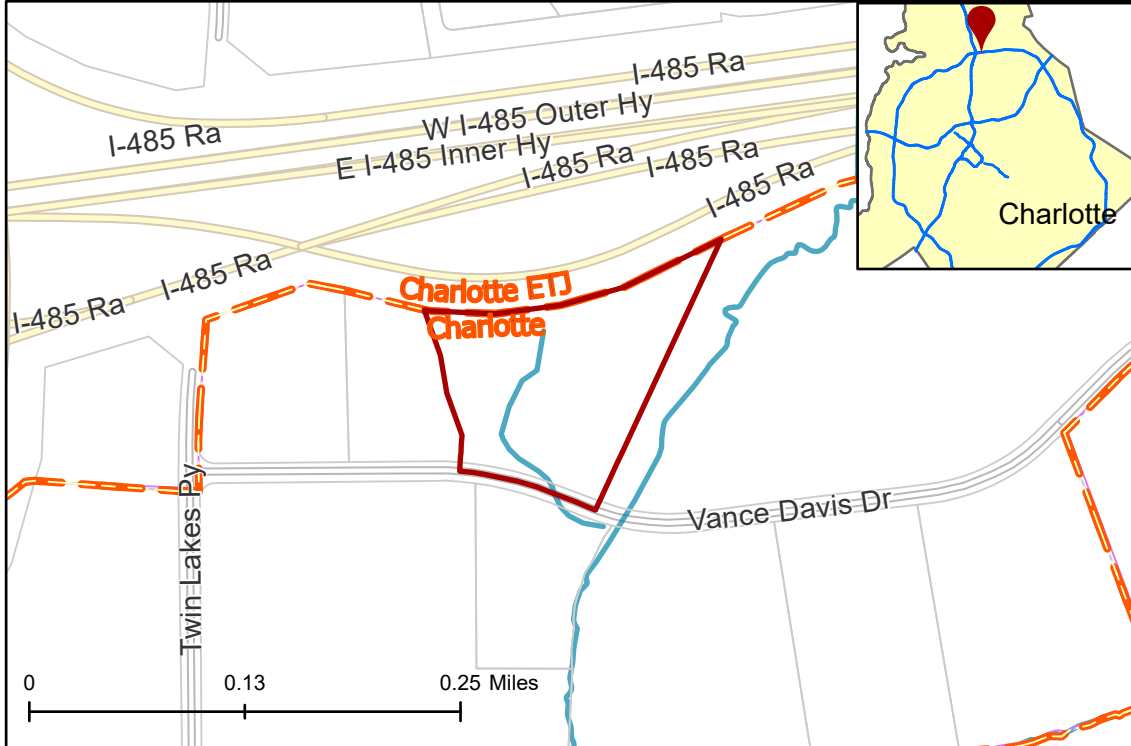 I-485 Ra
I-485 Ra
W I-485 Outer Hy
E I-485 Inner Hy
I-485 Ra
I-485 Ra
I-485 Ra
I-485 Ra
I-485 Ra
Charlotte ETJ
Charlotte
Charlotte
Vance Davis Dr
Twin Lakes Py
0 0.13 0.25 Miles